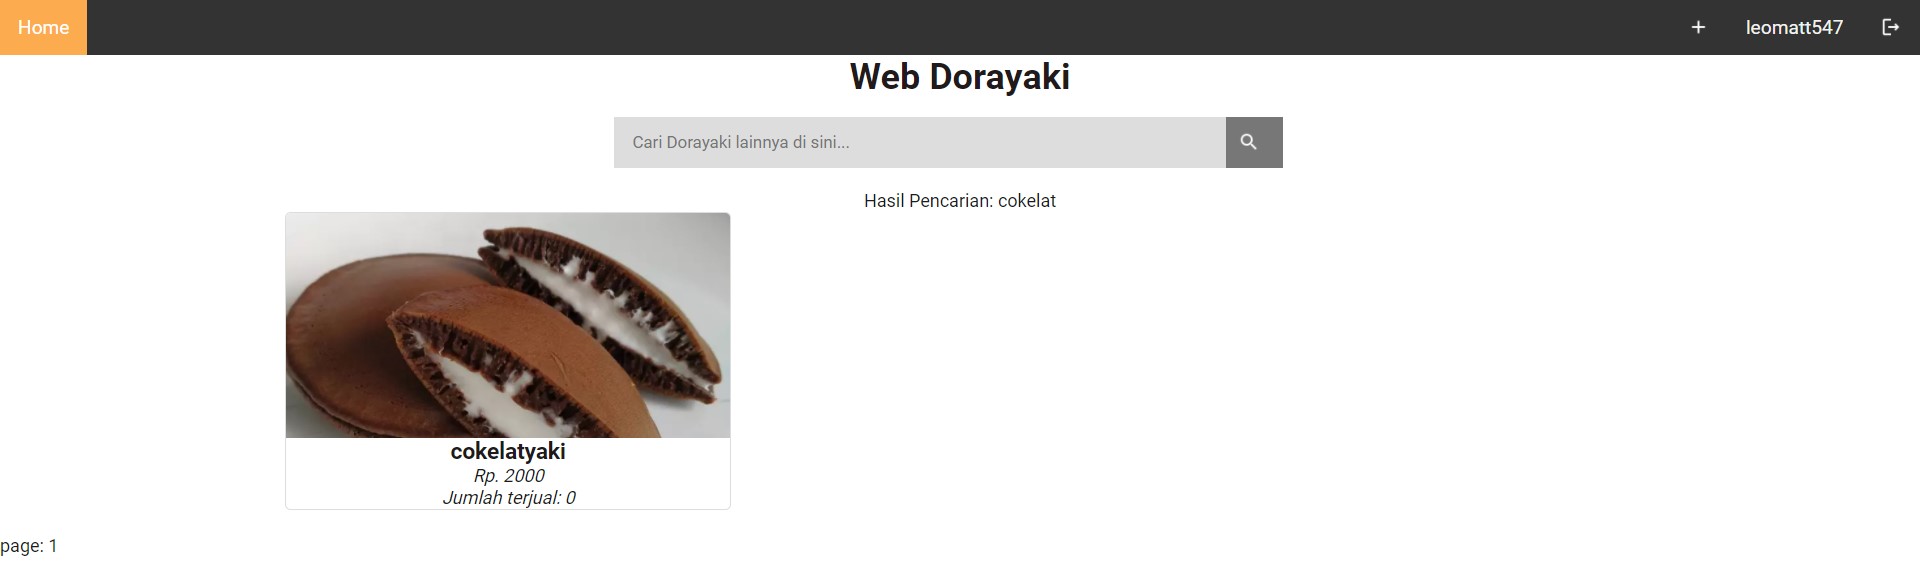 Home + leomatt547
Web Dorayaki
Cari Dorayaki lainnya di sini...
Hasil Pencarian: cokelat
cokelatyaki
Rp. 2000
Jumlah terjual: 0
page: 1